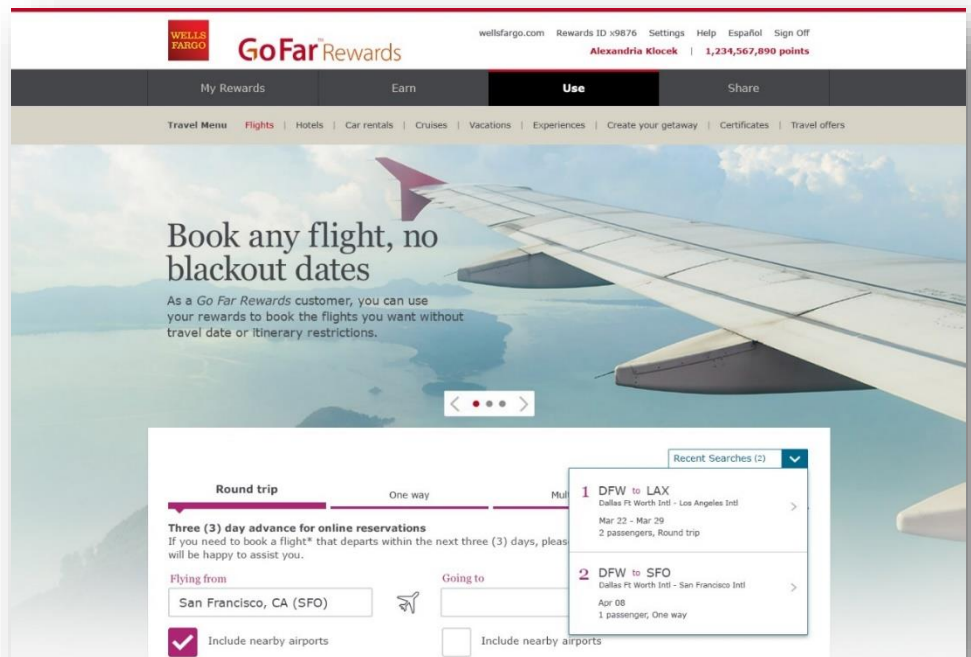 WELLS
FARGO
Go Far™ Rewards
wellsfargo.com Rewards ID x9876 Settings Help Español Sign Off
Alexandria Klocek | 1,234,567,890 points
My Rewards Earn Use Share
Travel Menu Flights | Hotels | Car rentals | Cruises | Vacations | Experiences | Create your getaway | Certificates | Travel offers
Book any flight, no
blackout dates
As a Go Far Rewards customer, you can use
your rewards to book the flights you want without
travel date or itinerary restrictions.
Recent Searches (2)
Round trip One way Mul
1 DFW to LAX
Dallas Ft Worth Intl - Los Angeles Intl
Mar 22 - Mar 29
2 passengers, Round trip
2 DFW to SFO
Dallas Ft Worth Intl - San Francisco Intl
Apr 08
1 passenger, One way
Three (3) day advance for online reservations
If you need to book a flight* that departs within the next three (3) days, pleas
will be happy to assist you.
Flying from Going to
San Francisco, CA (SFO)
Include nearby airports Include nearby airports